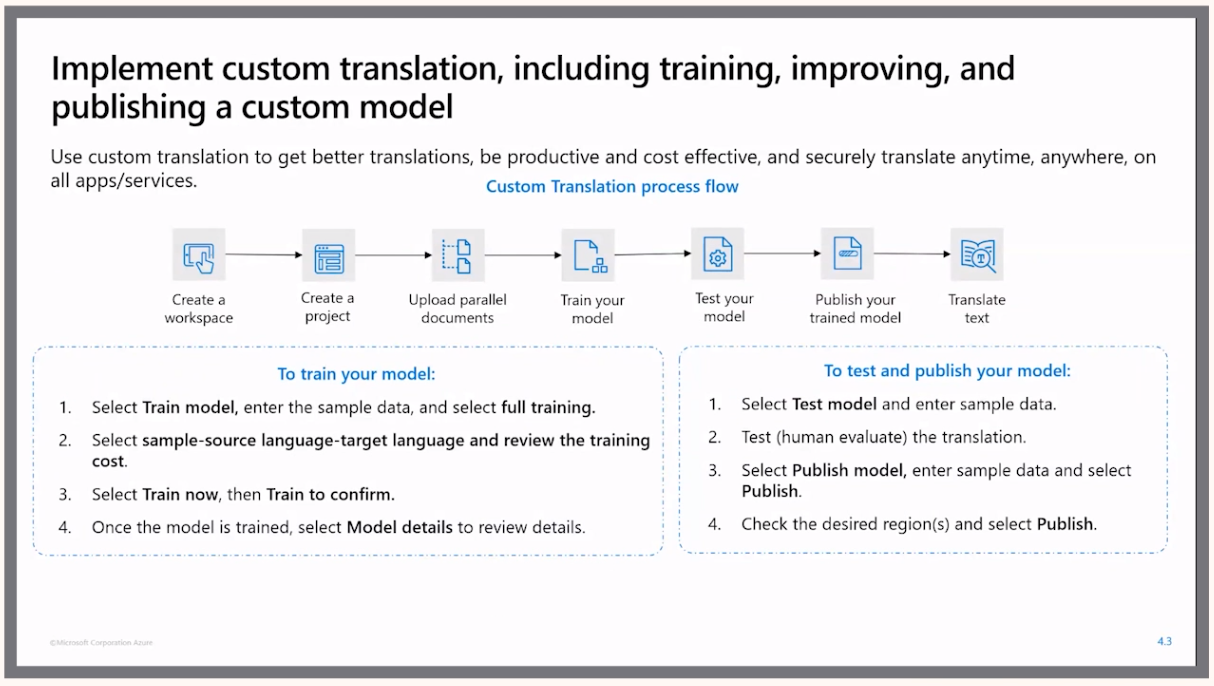 Implement custom translation, including training, improving, and
publishing a custom model
Use custom translation to get better translations, be productive and cost effective, and securely translate anytime, anywhere, on
all apps/services.
Custom Translation process flow
Create a
workspace
Create a
project
Upload parallel
documents
Train your
model
Test your
model
Publish your
trained model
Translate
text
To train your model:
1. Select Train model, enter the sample data, and select full training.
2. Select sample-source language-target language and review the training
cost.
3. Select Train now, then Train to confirm.
4. Once the model is trained, select Model details to review details.
To test and publish your model:
1. Select Test model and enter sample data.
2. Test (human evaluate) the translation.
3. Select Publish model, enter sample data and select
Publish.
4. Check the desired region(s) and select Publish.
©Microsoft Corporation Azure
4.3